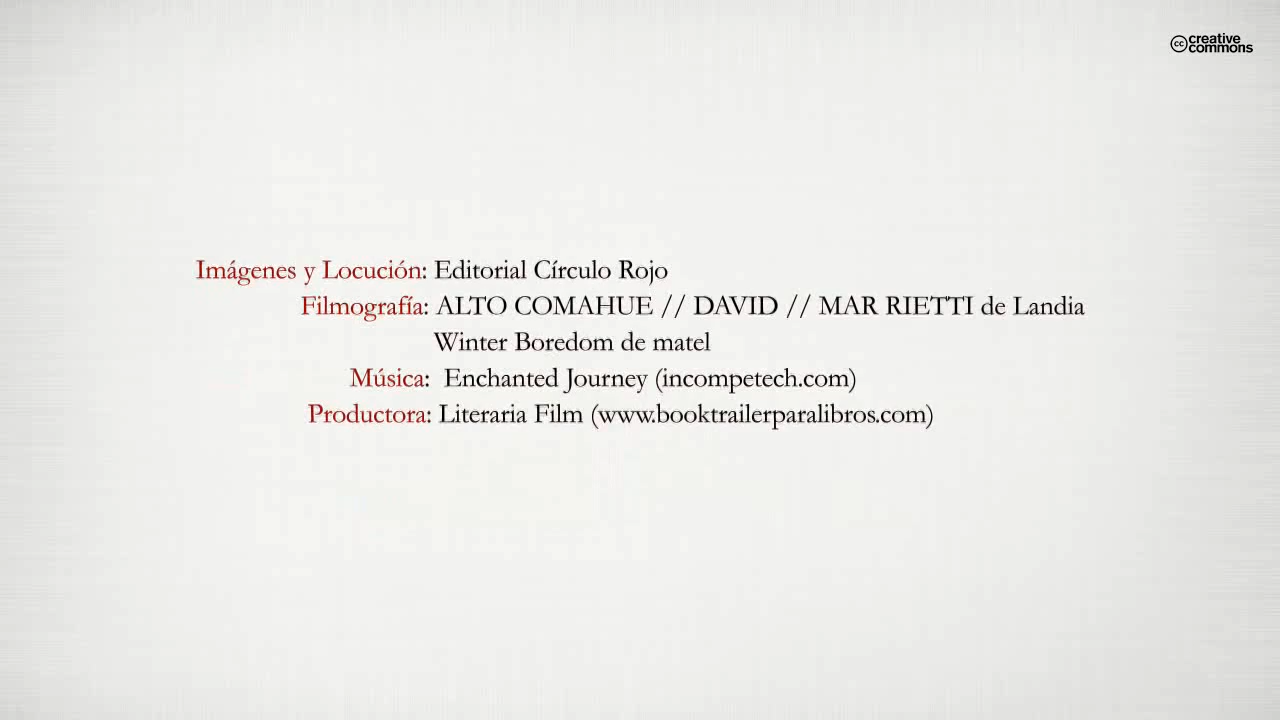 cc creative
commons
Imágenes y Locución: Editorial Círculo Rojo
Filmografía: ALTO COMAHUE // DAVID // MAR RIETTI de Landia
Winter Boredom de matel
Música: Enchanted Journey (incompetech.com)
Productora: Literaria Film (www.booktrailerparalibros.com)